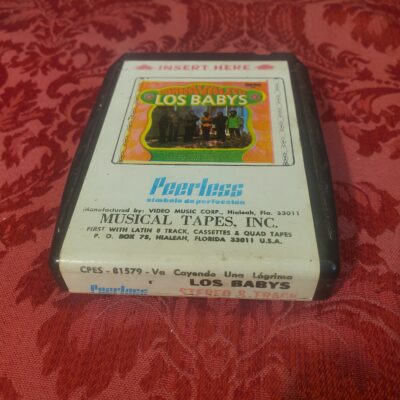 INSERT HERE
LOS BABYS
Peerless
símbolo de perfección
Manufactured by: VIDEO MUSIC CORP., Hialeah, Fla. 33011
MUSICAL TAPES, INC.
FIRST WITH LATIN 8 TRACK, CASSETTES & QUAD TAPES
P. O. BOX 75, HIALEAH, FLORIDA 33011 U.S.A.
CPES - 81579 - Va Cayendo Una Lágrima
LOS BABYS
Peerless STEREO 8 TRACK